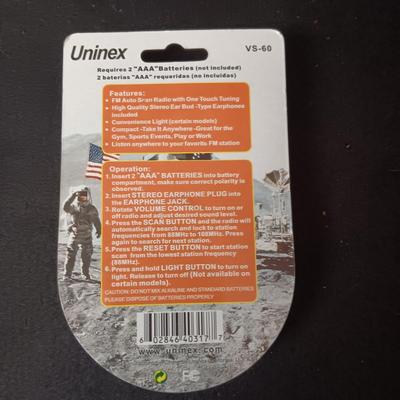 Uninex
VS-60
Requires 2 "AAA" Batteries (not included)
2 baterias "AAA" requaridas (no incluidas)
Features:
• FM Auto Scan Radio with One Touch Tuning
• High Quality Stereo Ear Bud -Type Earphones
included
• Convenience Light (certain models)
• Compact -Take It Anywhere -Great for the
Gym, Sports Events, Play or Work
• Listen anywhere to your favorite FM station
Operation:
1. Insert 2 "AAA" BATTERIES into battery
compartment, make sure correct polarity is
observed.
2. Insert STEREO EARPHONE PLUG into
the EARPHONE JACK.
3. Rotate VOLUME CONTROL to turn on or
off radio and adjust desired sound level.
4. Press the SCAN BUTTON and the radio will
automatically search and lock to station
frequencies from 88MHz to 108MHz. Press
again to search for next station.
5. Press the RESET BUTTON to start station
scan from the lowest station frequency
(88MHz).
6. Press and hold LIGHT BUTTON to turn on
light. Release to turn off (Not available on
certain models).
CAUTION: DO NOT MIX ALKALINE AND STANDARD BATTERIES
PLEASE DISPOSE OF BATTERIES PROPERLY
6 02846 40317 7
www.uninex.com
FC